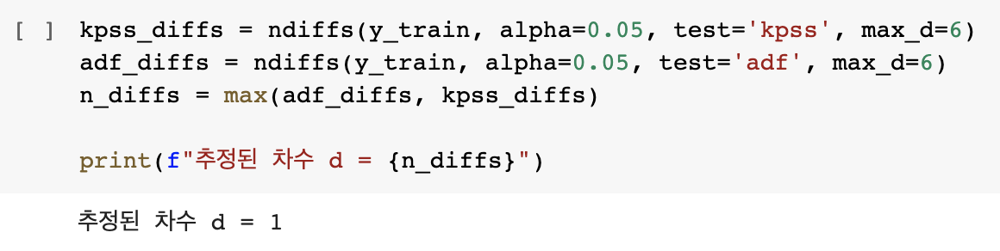 [ ] kpss_diffs = ndiffs(y_train, alpha=0.05, test='kpss', max_d=6)
adf_diffs = ndiffs(y_train, alpha=0.05, test='adf', max_d=6)
n_diffs = max(adf_diffs, kpss_diffs)
print(f"추정된 차수 d = {n_diffs}")
추정된 차수 d = 1